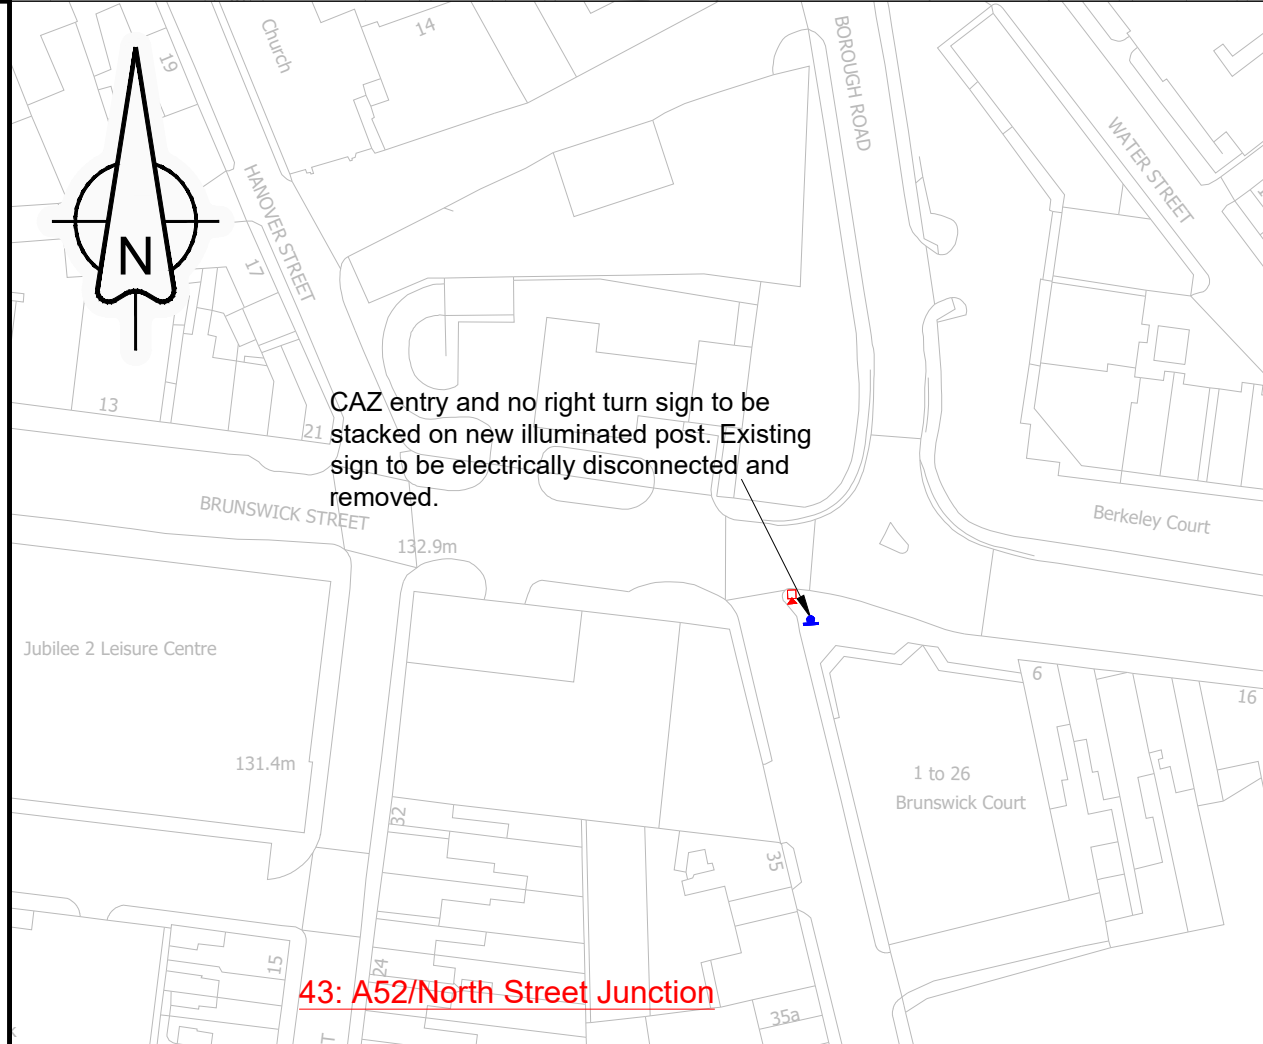 Church
14
19
BOROUGH ROAD
WATER STREET
HANOVER STREET
N
17
13
21
CAZ entry and no right turn sign to be
stacked on new illuminated post. Existing
sign to be electrically disconnected and
removed.
BRUNSWICK STREET
132.9m
Berkeley Court
Jubilee 2 Leisure Centre
6
16
131.4m
1 to 26
Brunswick Court
32
35
15
24
43: A52/North Street Junction
35a